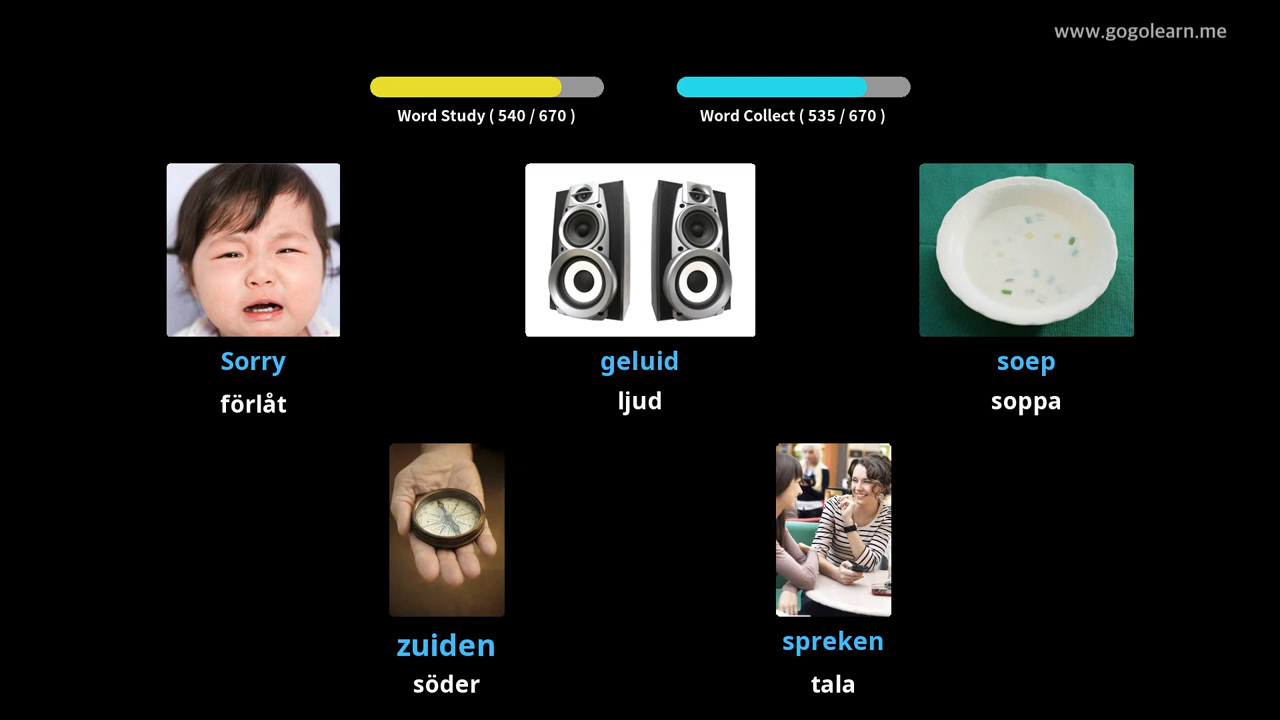 www.gogolearn.me
Word Study ( 540 / 670 )
Word Collect ( 535 / 670 )
Sorry
förlåt
geluid
ljud
soep
soppa
zuiden
söder
spreken
tala